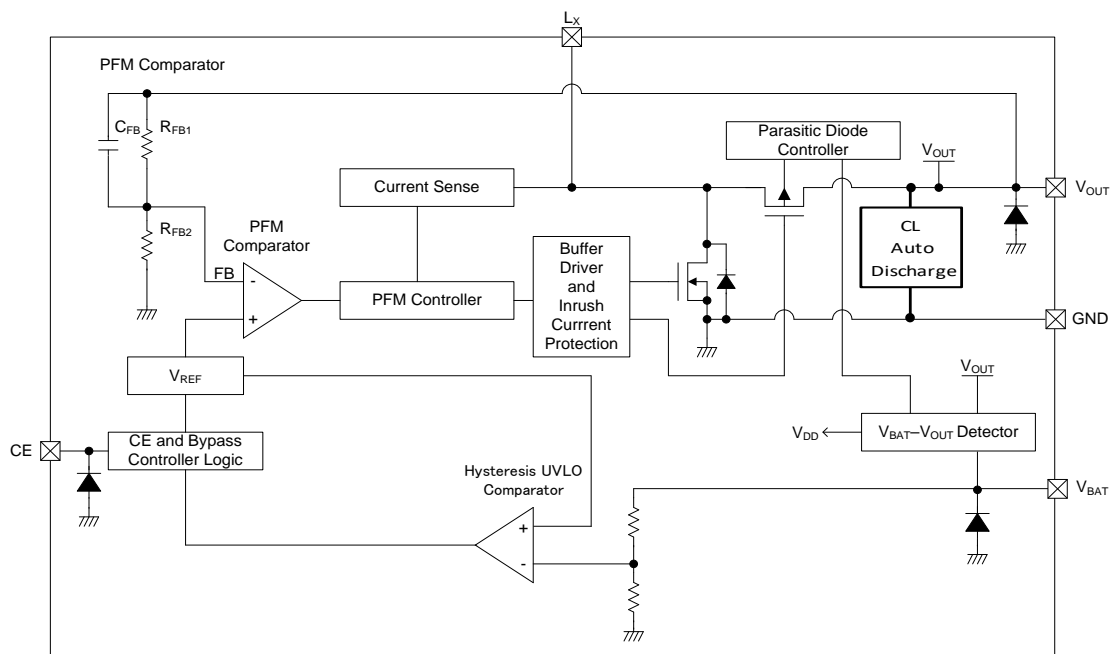 LX
PFM Comparator
CFB
RFB1
Parasitic Diode
Controller
VOUT
Current Sense
VOUT
RFB2
PFM
Comparator
CL
Auto
Discharge
Buffer
Driver
and
Inrush
Currrent
Protection
FB
-
PFM Controller
+
GND
VREF
VOUT
CE
CE and Bypass
Controller Logic
VDD
VBAT–VOUT Detector
Hysteresis UVLO
Comparator
VBAT
+
-